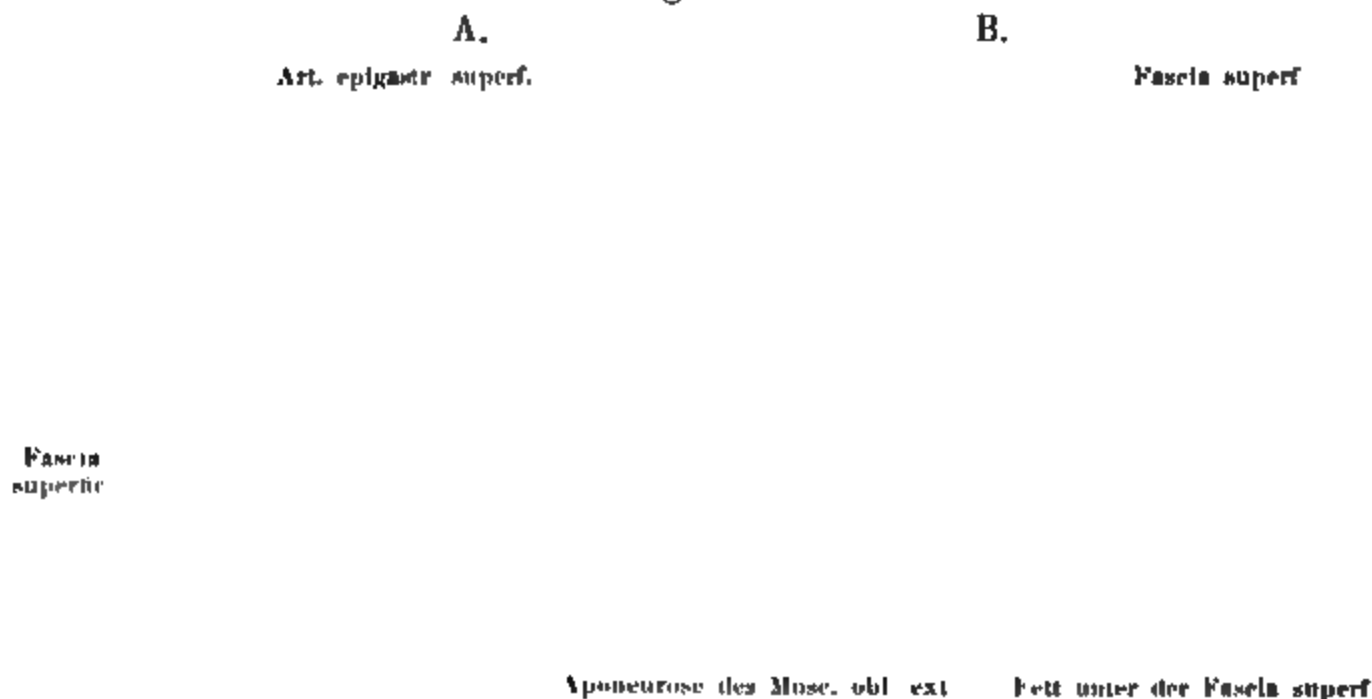 A.
B.
Art. epigastr superf.
Fascia superf
Fascia
superfic
Aponeurose des Musc. obl ext
Fett unter der Fascia superf